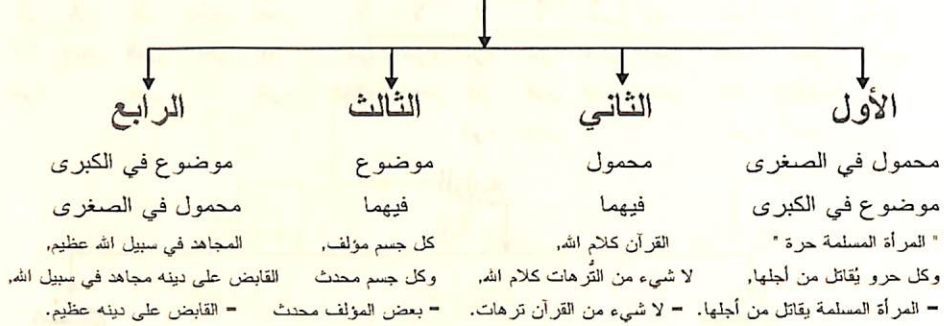 الأول الثاني الثالث الرابع
محمول في الصغرى محمول موضوع موضوع في الكبرى
موضوع في الكبرى فيهما فيهما محمول في الصغرى
" المرأة المسلمة حرة " القرآن كلام الله, كل جسم مؤلف, المجاهد في سبيل الله عظيم,
وكل حرو يُقاتل من أجلها, لا شيء من التُّرهات كلام الله, وكل جسم محدث القابض على دينه مجاهد في سبيل الله,
- المرأة المسلمة يقاتل من أجلها. - لا شيء من القرآن ترهات. - بعض المؤلف محدث - القابض على دينه عظيم.